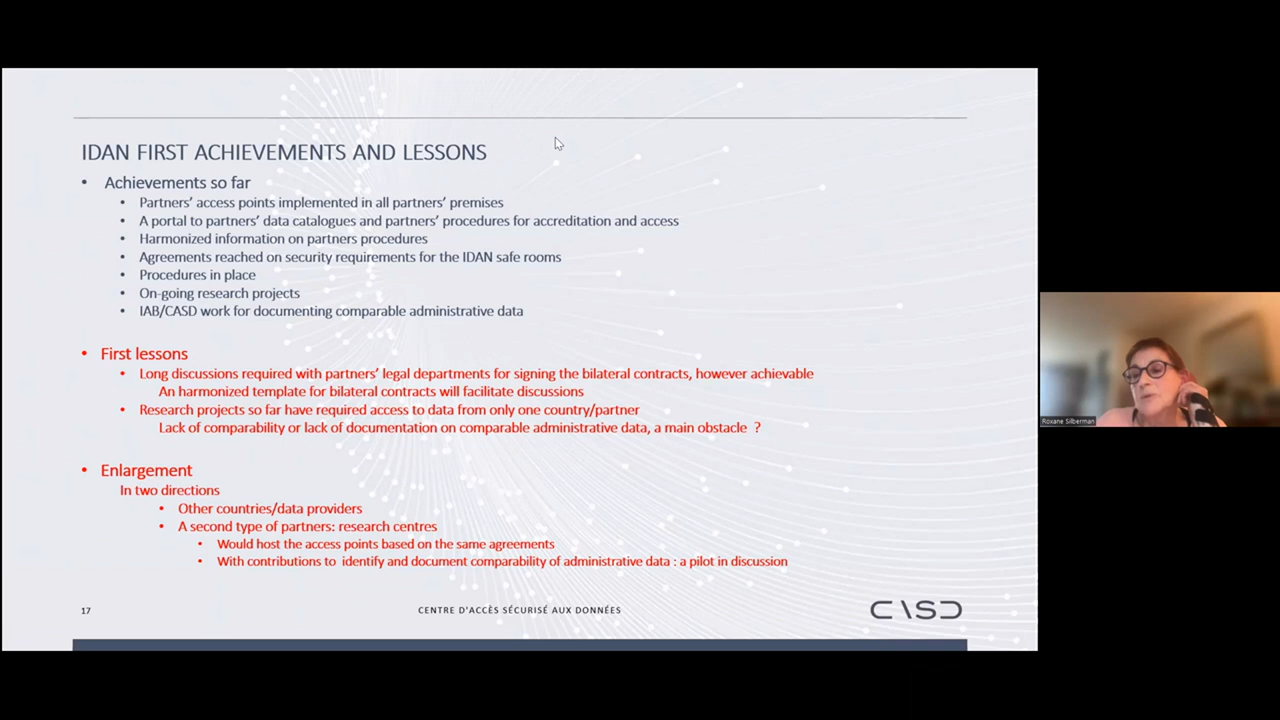 IDAN FIRST ACHIEVEMENTS AND LESSONS
• Achievements so far
• Partners' access points implemented in all partners' premises
• A portal to partners' data catalogues and partners' procedures for accreditation and access
• Harmonized information on partners procedures
• Agreements reached on security requirements for the IDAN safe rooms
• Procedures in place
• On-going research projects
• IAB/CASD work for documenting comparable administrative data
• First lessons
• Long discussions required with partners' legal departments for signing the bilateral contracts, however achievable
An harmonized template for bilateral contracts will facilitate discussions
• Research projects so far have required access to data from only one country/partner
Lack of comparability or lack of documentation on comparable administrative data, a main obstacle ?
• Enlargement
In two directions
• Other countries/data providers
• A second type of partners: research centres
• Would host the access points based on the same agreements
• With contributions to identify and document comparability of administrative data : a pilot in discussion
17
CENTRE D'ACCÈS SÉCURISÉ AUX DONNÉES
CASD
Roxane Silberman